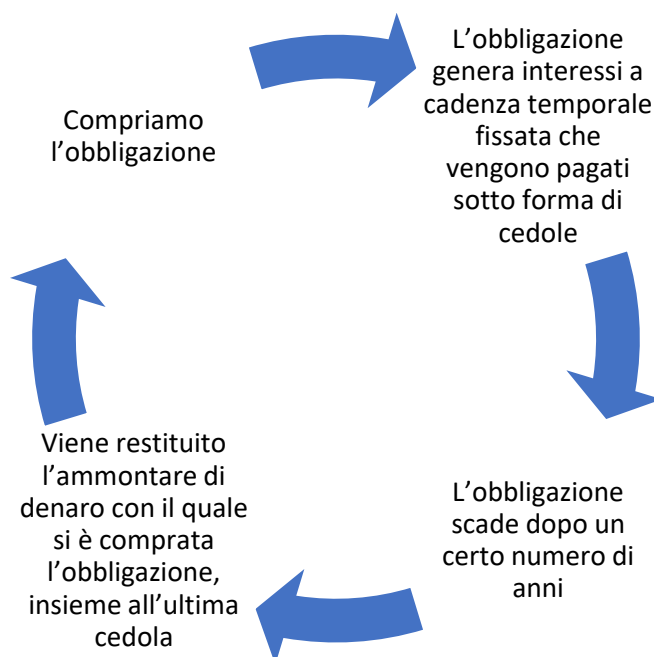 Compriamo
l’obbligazione
L’obbligazione
genera interessi a
cadenza temporale
fissata che
vengono pagati
sotto forma di
cedole
L’obbligazione
scade dopo un
certo numero di
anni
Viene restituito
l’ammontare di
denaro con il quale
si è comprata
l’obbligazione,
insieme all’ultima
cedola